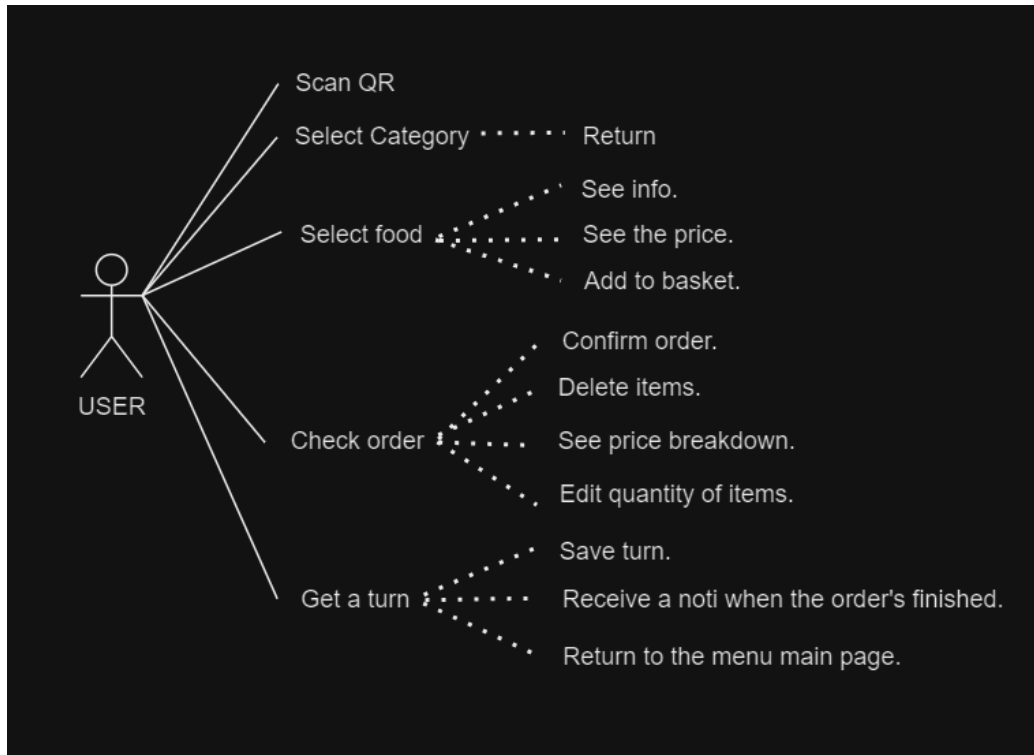 Scan QR
Select Category
Return
See info.
Select food
See the price.
Add to basket.
Confirm order.
Delete items.
USER
Check order
See price breakdown.
Edit quantity of items.
Save turn.
Get a turn
Receive a noti when the order's finished.
Return to the menu main page.